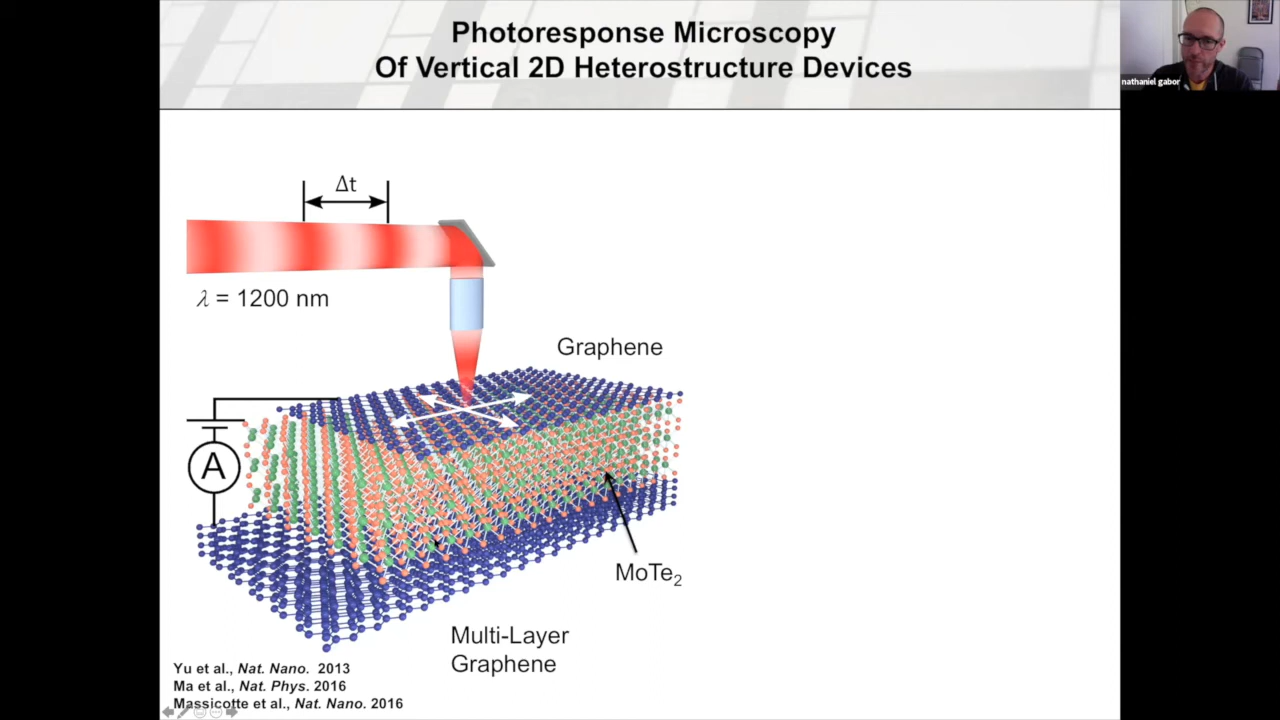 Photoresponse Microscopy
Of Vertical 2D Heterostructure Devices
nathaniel gabor
Δt
λ = 1200 nm
Graphene
A
MoTe₂
Multi-Layer
Graphene
Yu et al., Nat. Nano. 2013
Ma et al., Nat. Phys. 2016
Massicotte et al., Nat. Nano. 2016